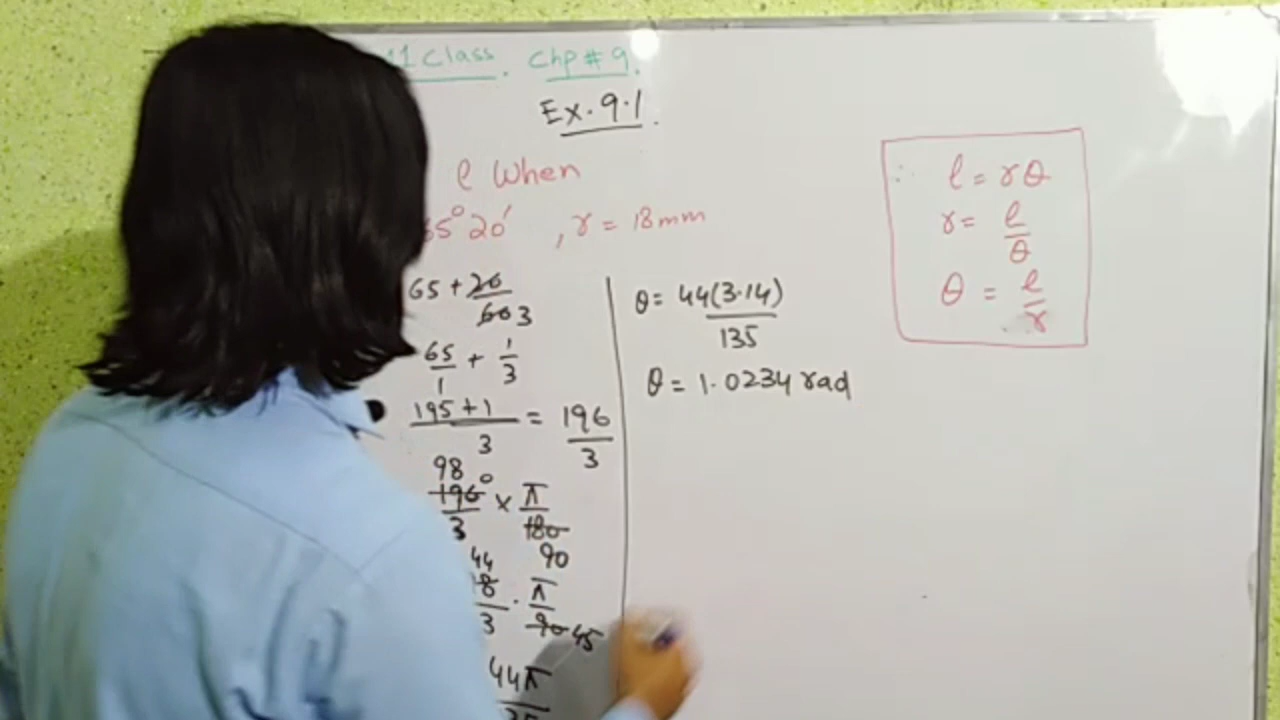 11 Class. Chp # 9.
Ex. 9.1.
l When
65° 20′ , r = 18mm
65 + 20/60 3
65/1 + 1/3
195 + 1/3 = 196/3
98
196°/3 × π/180
44 90
8/3 . π/90 45
44π
θ = 44(3.14)/135
θ = 1.0234 rad
∴ l = rθ
r = l/θ
θ = l/r